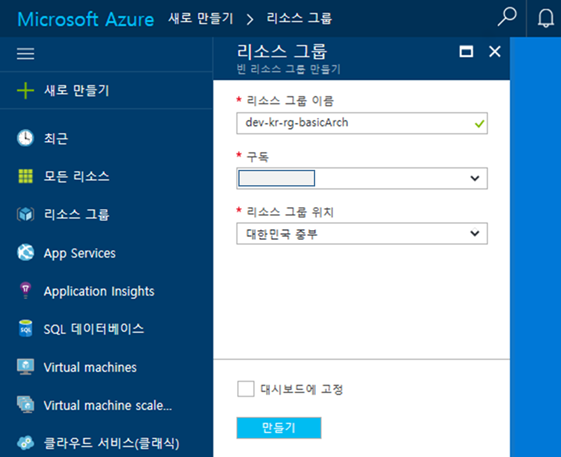 Microsoft Azure 새로 만들기 > 리소스 그룹
새로 만들기
최근
모든 리소스
리소스 그룹
App Services
Application Insights
SQL 데이터베이스
Virtual machines
Virtual machine scale...
클라우드 서비스(클래식)
리소스 그룹
빈 리소스 그룹 만들기
* 리소스 그룹 이름
dev-kr-rg-basicArch
* 구독
* 리소스 그룹 위치
대한민국 중부
대시보드에 고정
만들기